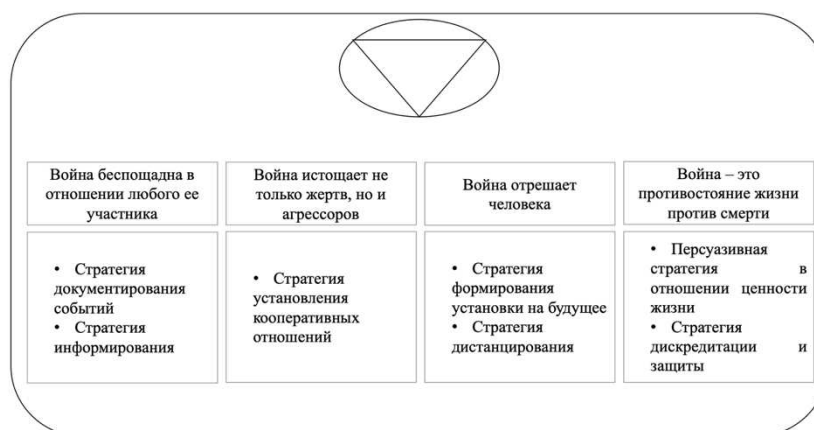 Война беспощадна в
отношении любого ее
участника
Война истощает не
только жертв, но и
агрессоров
Война отрешает
человека
Война – это
противостояние жизни
против смерти
• Стратегия
документирования
событий
• Стратегия
информирования
• Стратегия
установления
кооперативных
отношений
• Стратегия
формирования
установки на будущее
• Стратегия
дистанцирования
• Персуазивная
стратегия в
отношении ценности
жизни
• Стратегия
дискредитации и
защиты